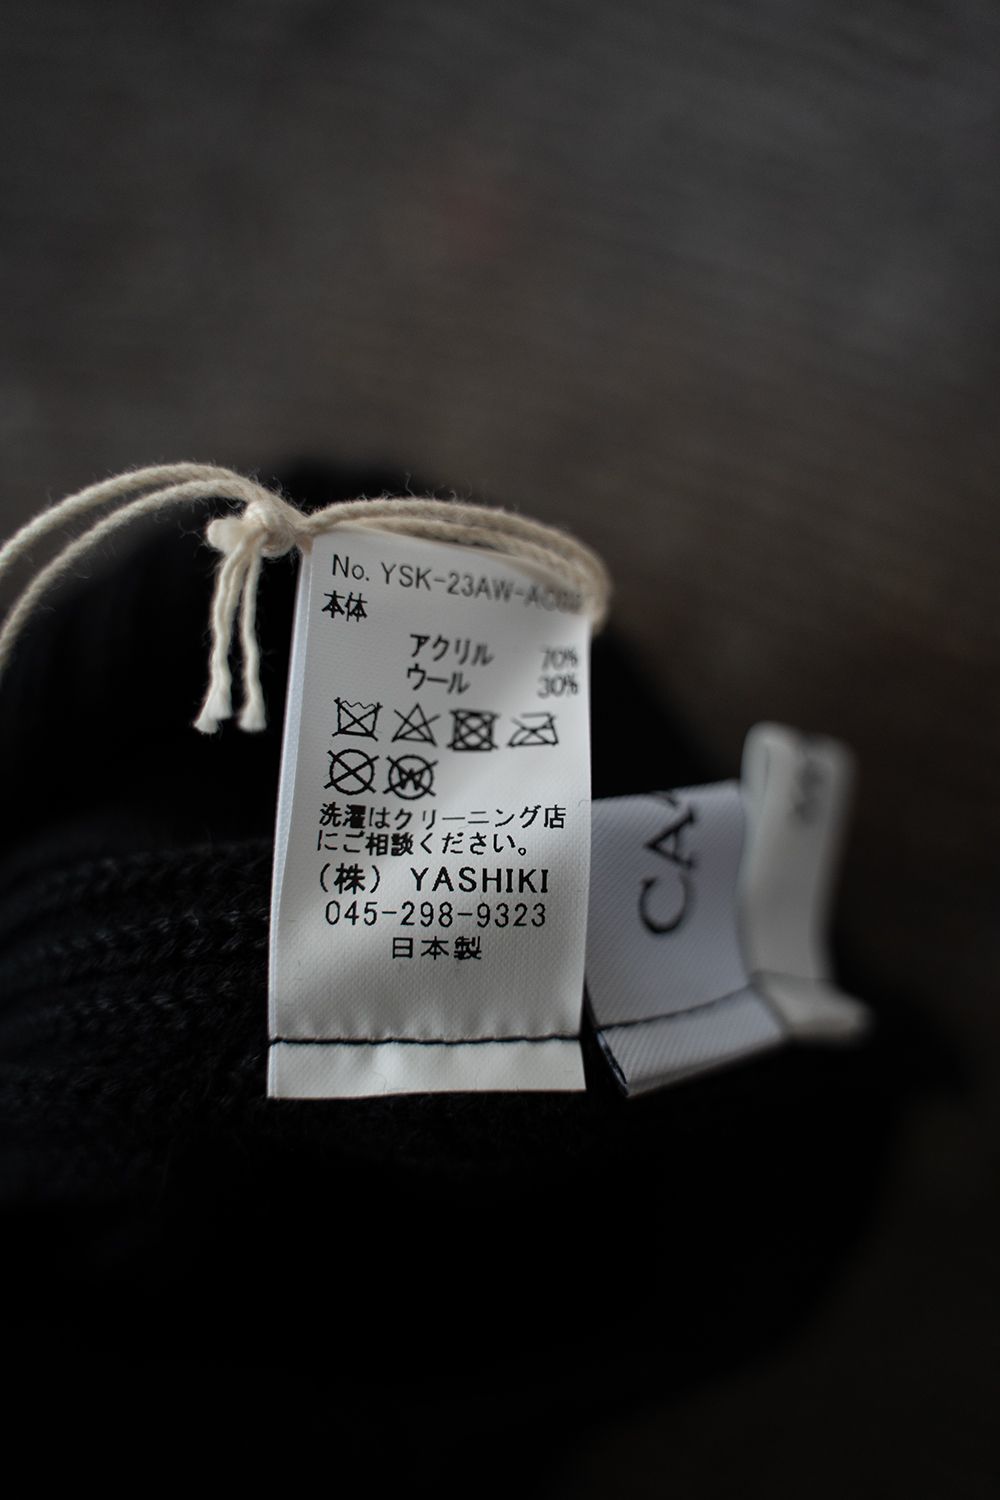 No. YSK-23AW-
本体
アクリル 70%
ウール 30%
W
洗濯はクリーニング店
にご相談ください。
(株) YASHIKI
045-298-9323
日本製
CA